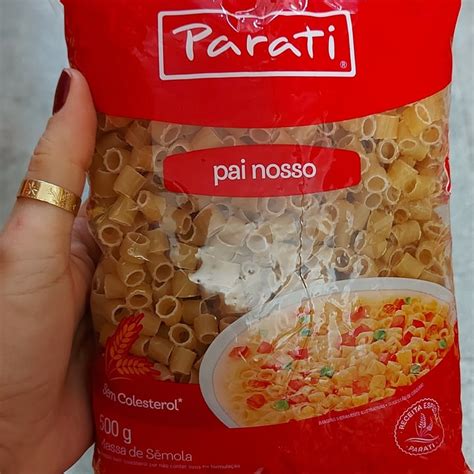 Parati®
pai nosso
Sem Colesterol*
500 g
Massa de Sêmola
RECEITA
PARATI